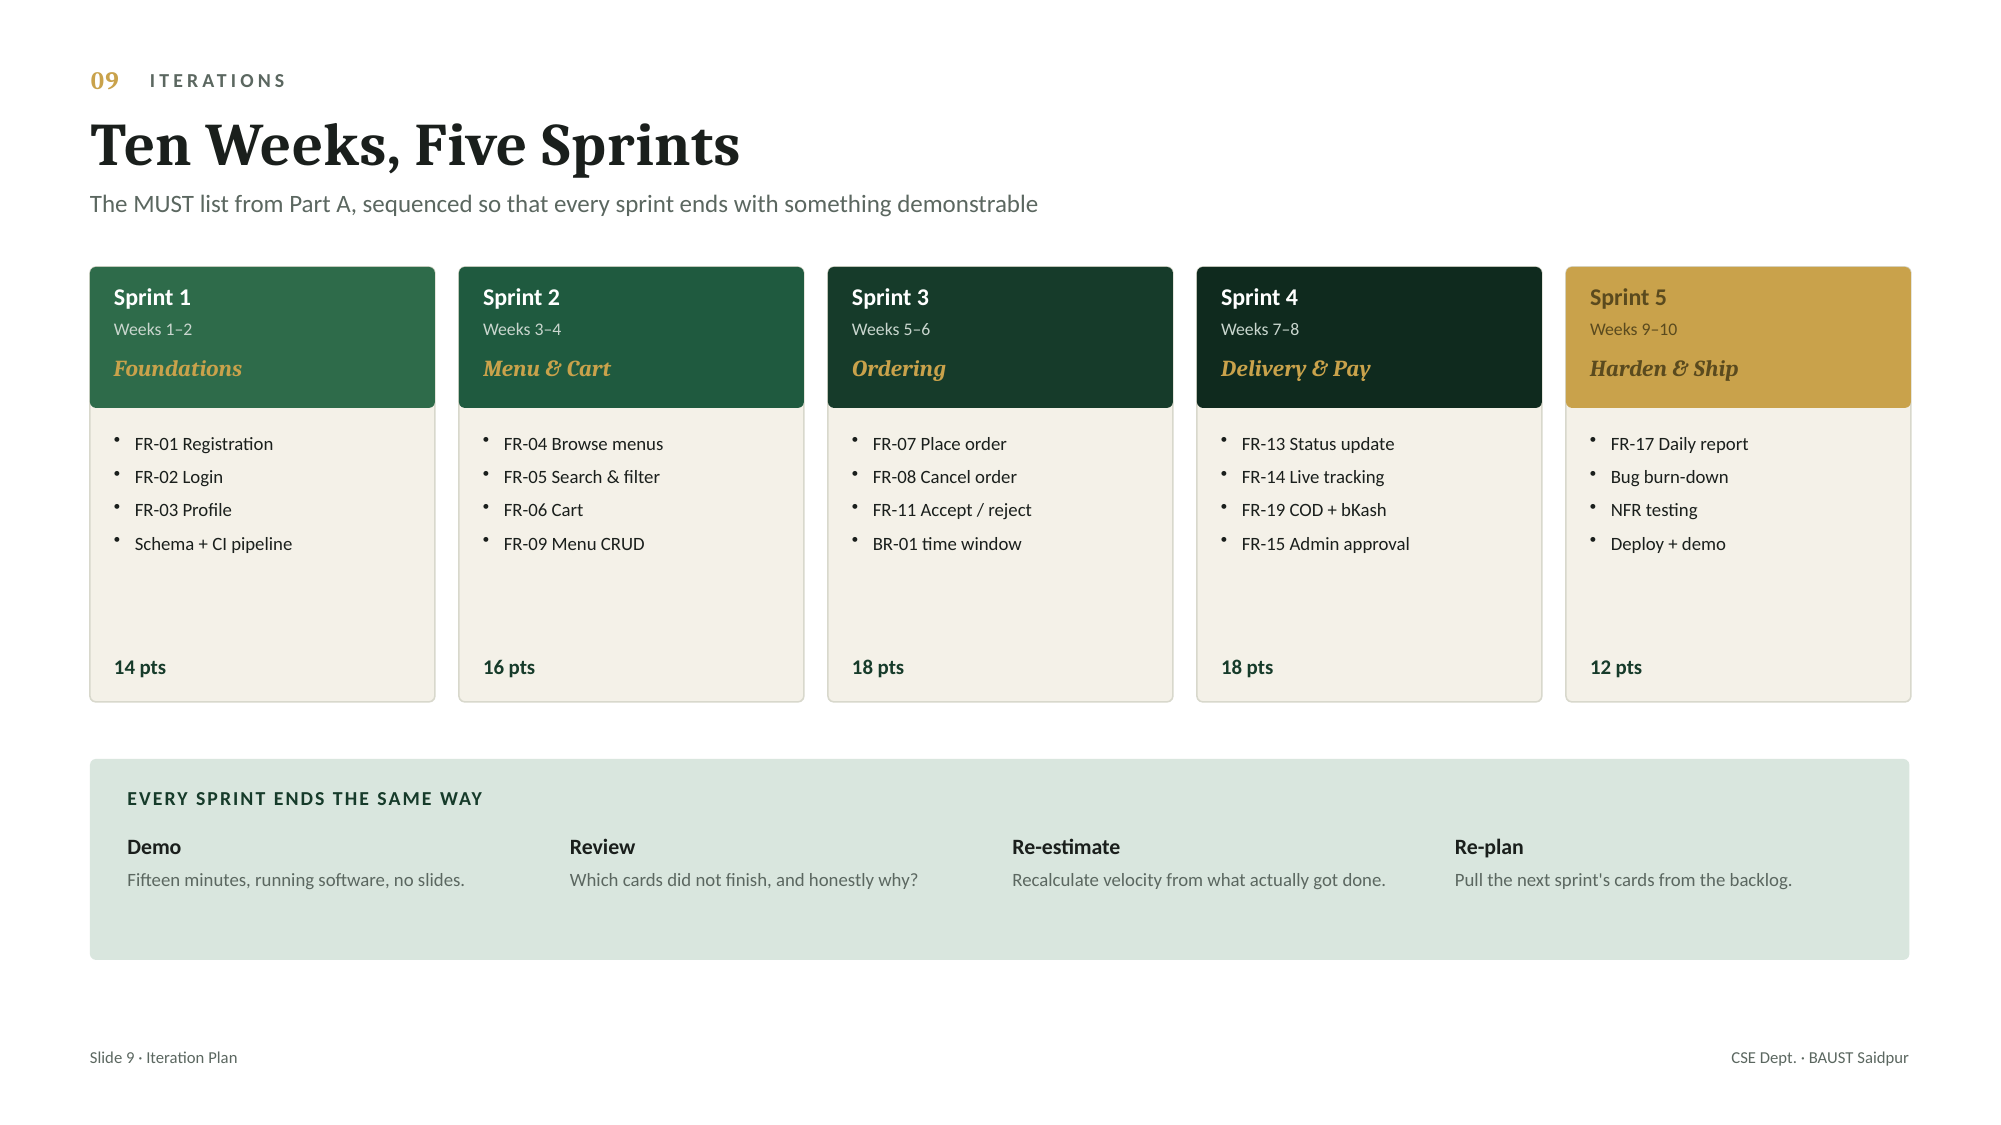 09 ITERATIONS
Ten Weeks, Five Sprints
The MUST list from Part A, sequenced so that every sprint ends with something demonstrable
Sprint 1
Weeks 1–2
Foundations
• FR-01 Registration
• FR-02 Login
• FR-03 Profile
• Schema + CI pipeline
14 pts
Sprint 2
Weeks 3–4
Menu & Cart
• FR-04 Browse menus
• FR-05 Search & filter
• FR-06 Cart
• FR-09 Menu CRUD
16 pts
Sprint 3
Weeks 5–6
Ordering
• FR-07 Place order
• FR-08 Cancel order
• FR-11 Accept / reject
• BR-01 time window
18 pts
Sprint 4
Weeks 7–8
Delivery & Pay
• FR-13 Status update
• FR-14 Live tracking
• FR-19 COD + bKash
• FR-15 Admin approval
18 pts
Sprint 5
Weeks 9–10
Harden & Ship
• FR-17 Daily report
• Bug burn-down
• NFR testing
• Deploy + demo
12 pts
EVERY SPRINT ENDS THE SAME WAY
Demo
Fifteen minutes, running software, no slides.
Review
Which cards did not finish, and honestly why?
Re-estimate
Recalculate velocity from what actually got done.
Re-plan
Pull the next sprint's cards from the backlog.
Slide 9 · Iteration Plan
CSE Dept. · BAUST Saidpur